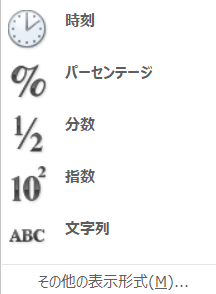 時刻
% パーセンテージ
½ 分数
10² 指数
ABC 文字列
その他の表示形式(M)...